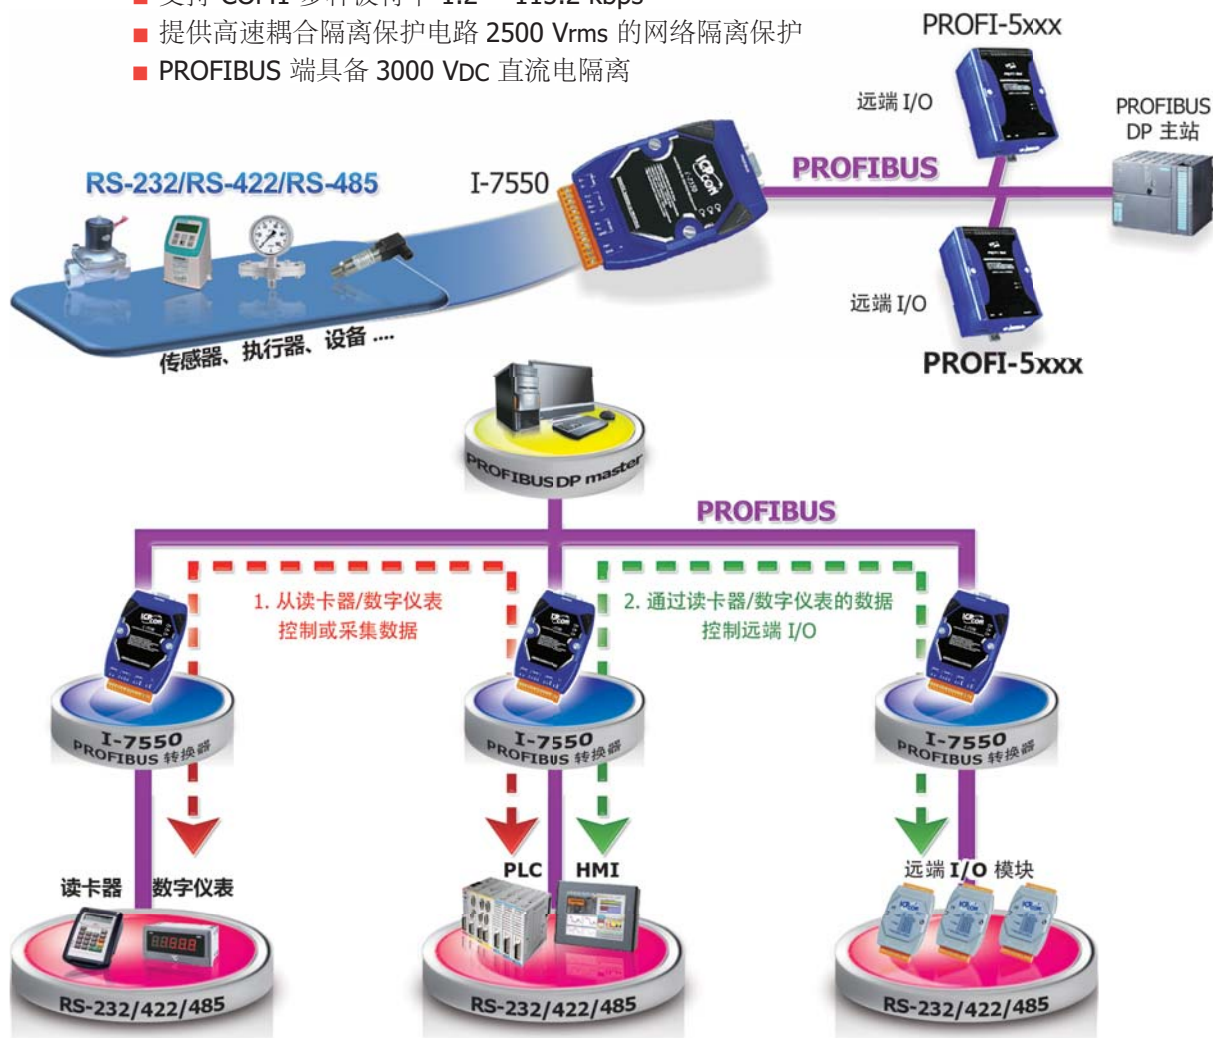 ■ 提供高速耦合隔离保护电路 2500 Vrms 的网络隔离保护
■ PROFIBUS 端具备 3000 VDC 直流电隔离
PROFI-5xxx
远端 I/O
PROFIBUS
DP 主站
RS-232/RS-422/RS-485
I-7550
PROFIBUS
远端 I/O
传感器、执行器、设备 ....
PROFI-5xxx
PROFIBUS DP master
PROFIBUS
1. 从读卡器/数字仪表
控制或采集数据
2. 通过读卡器/数字仪表的数据
控制远端 I/O
I-7550
PROFIBUS 转换器
I-7550
PROFIBUS 转换器
I-7550
PROFIBUS 转换器
读卡器
数字仪表
PLC
HMI
远端 I/O 模块
RS-232/422/485
RS-232/422/485
RS-232/422/485